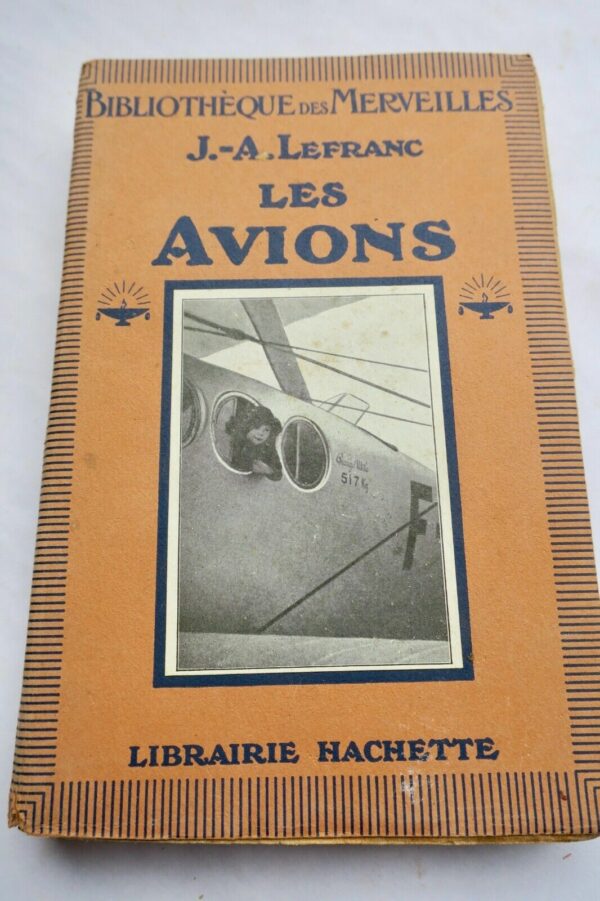 BIBLIOTHÈQUE DES MERVEILLES
J.-A. LEFRANC
LES
AVIONS
F
LIBRAIRIE HACHETTE